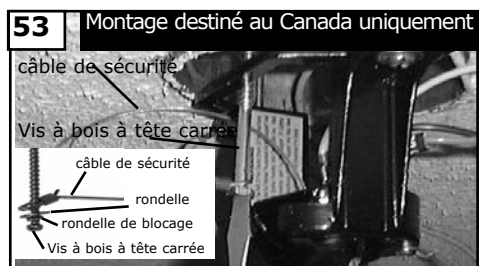 53
Montage destiné au Canada uniquement
câble de sécurité
Vis à bois à tête carrée
câble de sécurité
rondelle
rondelle de blocage
Vis à bois à tête carrée